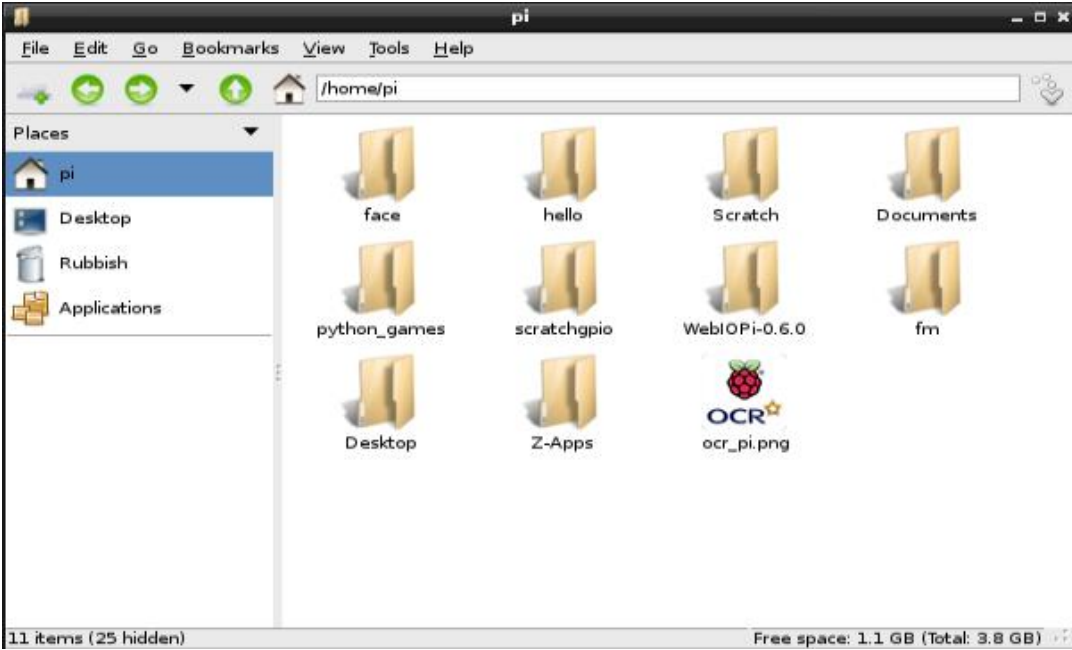 pi
File Edit Go Bookmarks View Tools Help
/home/pi
Places
pi
Desktop
Rubbish
Applications
face hello Scratch Documents
python_games scratchgpio WebIOPi-0.6.0 fm
OCR
Desktop Z-Apps ocr_pi.png
11 items (25 hidden) Free space: 1.1 GB (Total: 3.8 GB)